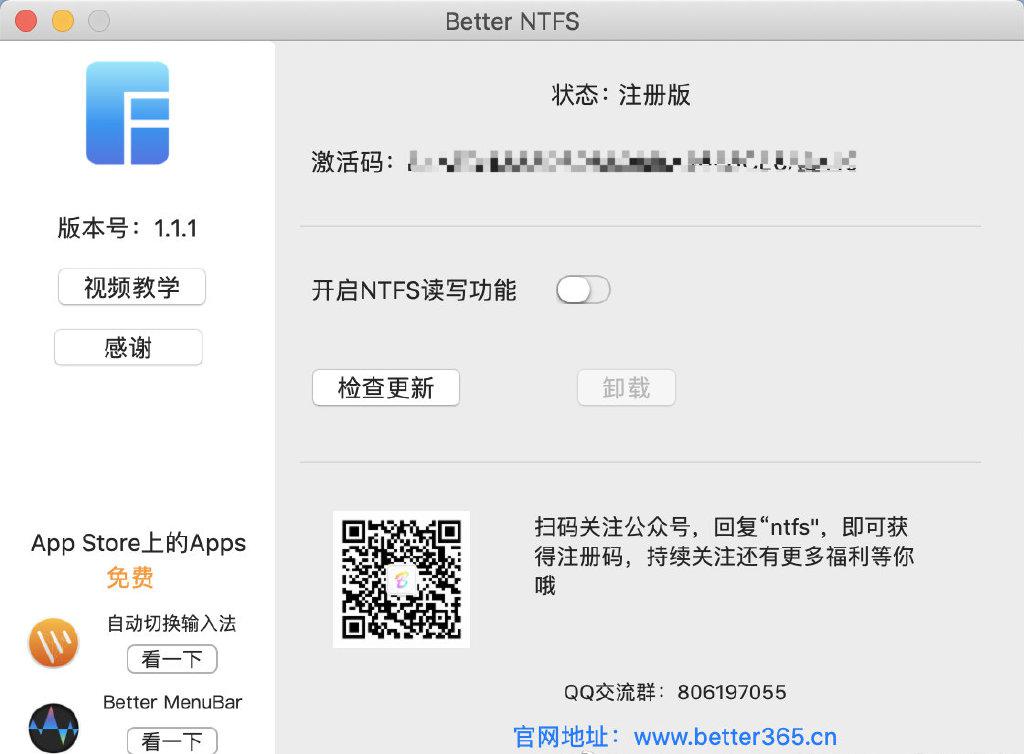 Better NTFS
版本号：1.1.1
视频教学
感谢
App Store上的Apps
免费
自动切换输入法
看一下
Better MenuBar
看一下
状态：注册版
激活码：
开启NTFS读写功能
检查更新
卸载
扫码关注公众号，回复“ntfs"，即可获
得注册码，持续关注还有更多福利等你
哦
QQ交流群：806197055
官网地址：www.better365.cn